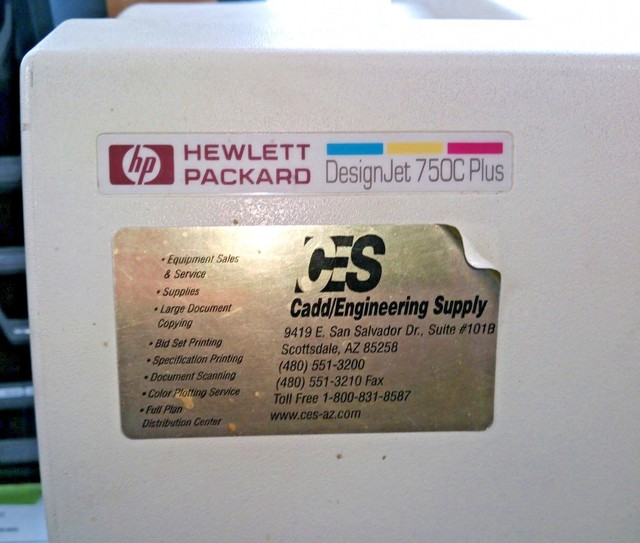 hp HEWLETT
PACKARD
DesignJet 750C Plus
• Equipment Sales
& Service
• Supplies
• Large Document
Copying
• Bid Set Printing
• Specification Printing
• Document Scanning
• Color Plotting Service
• Full Plan
Distribution Center
CES
Cadd/Engineering Supply
9419 E. San Salvador Dr., Suite #101B
Scottsdale, AZ 85258
(480) 551-3200
(480) 551-3210 Fax
Toll Free 1-800-831-8587
www.ces-az.com